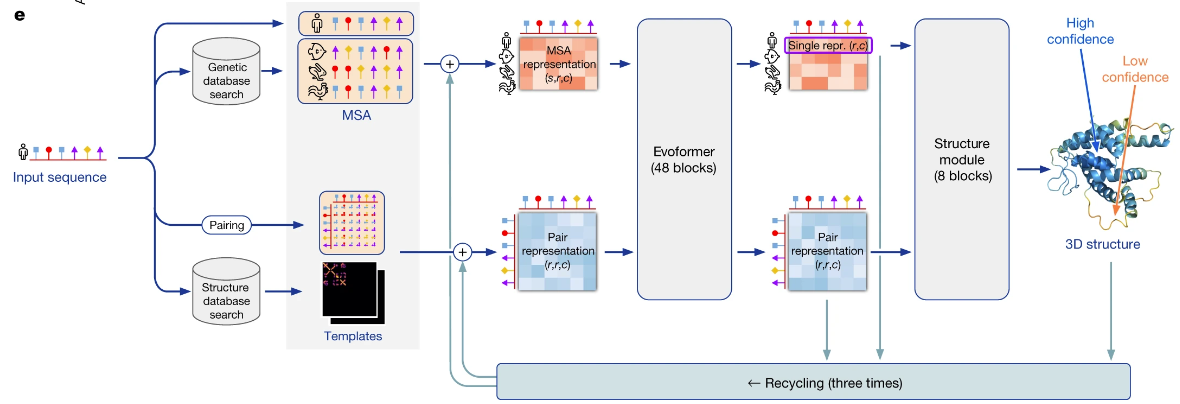 e
Genetic
database
search
MSA
Input sequence
Pairing
Structure
database
search
Templates
+
+
MSA
representation
(s,r,c)
Pair
representation
(r,r,c)
Evoformer
(48 blocks)
Single repr. (r,c)
Pair
representation
(r,r,c)
Structure
module
(8 blocks)
High
confidence
Low
confidence
3D structure
← Recycling (three times)